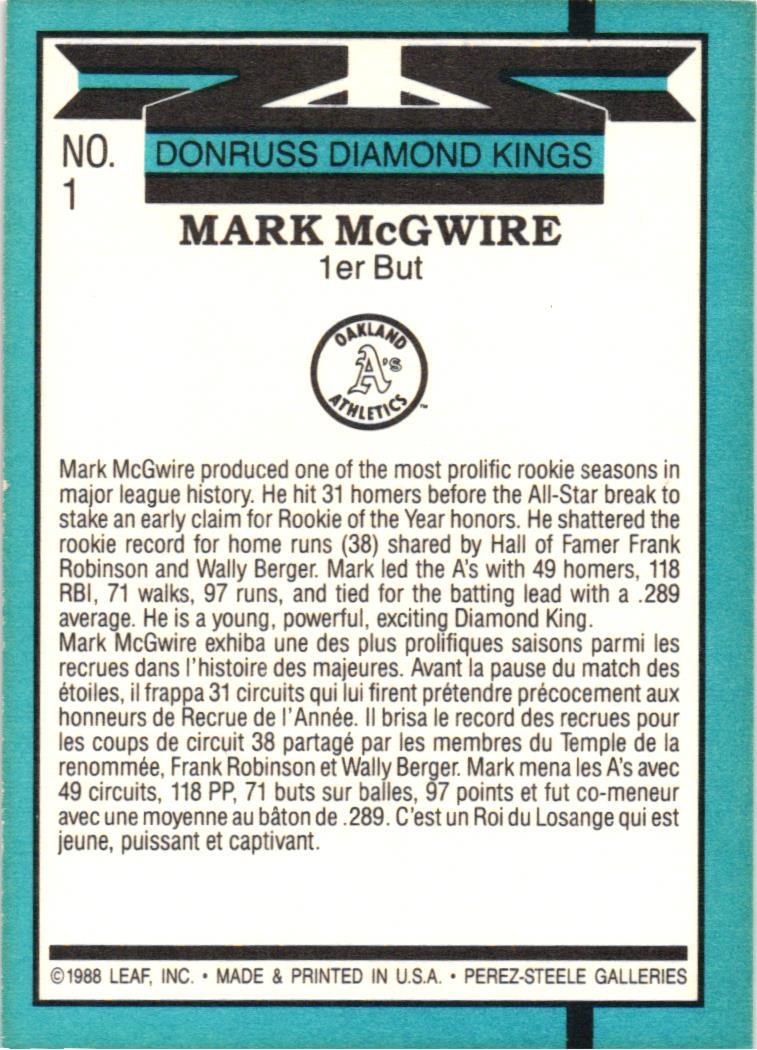 NO.
1
DONRUSS DIAMOND KINGS
MARK McGWIRE
1er But
OAKLAND
A's
ATHLETICS
TM
Mark McGwire produced one of the most prolific rookie seasons in
major league history. He hit 31 homers before the All-Star break to
stake an early claim for Rookie of the Year honors. He shattered the
rookie record for home runs (38) shared by Hall of Famer Frank
Robinson and Wally Berger. Mark led the A's with 49 homers, 118
RBI, 71 walks, 97 runs, and tied for the batting lead with a .289
average. He is a young, powerful, exciting Diamond King.
Mark McGwire exhiba une des plus prolifiques saisons parmi les
recrues dans l'histoire des majeures. Avant la pause du match des
étoiles, il frappa 31 circuits qui lui firent prétendre précocement aux
honneurs de Recrue de l'Année. Il brisa le record des recrues pour
les coups de circuit 38 partagé par les membres du Temple de la
renommée, Frank Robinson et Wally Berger. Mark mena les A's avec
49 circuits, 118 PP, 71 buts sur balles, 97 points et fut co-meneur
avec une moyenne au bâton de .289. C'est un Roi du Losange qui est
jeune, puissant et captivant.
©1988 LEAF, INC. • MADE & PRINTED IN U.S.A. • PEREZ-STEELE GALLERIES